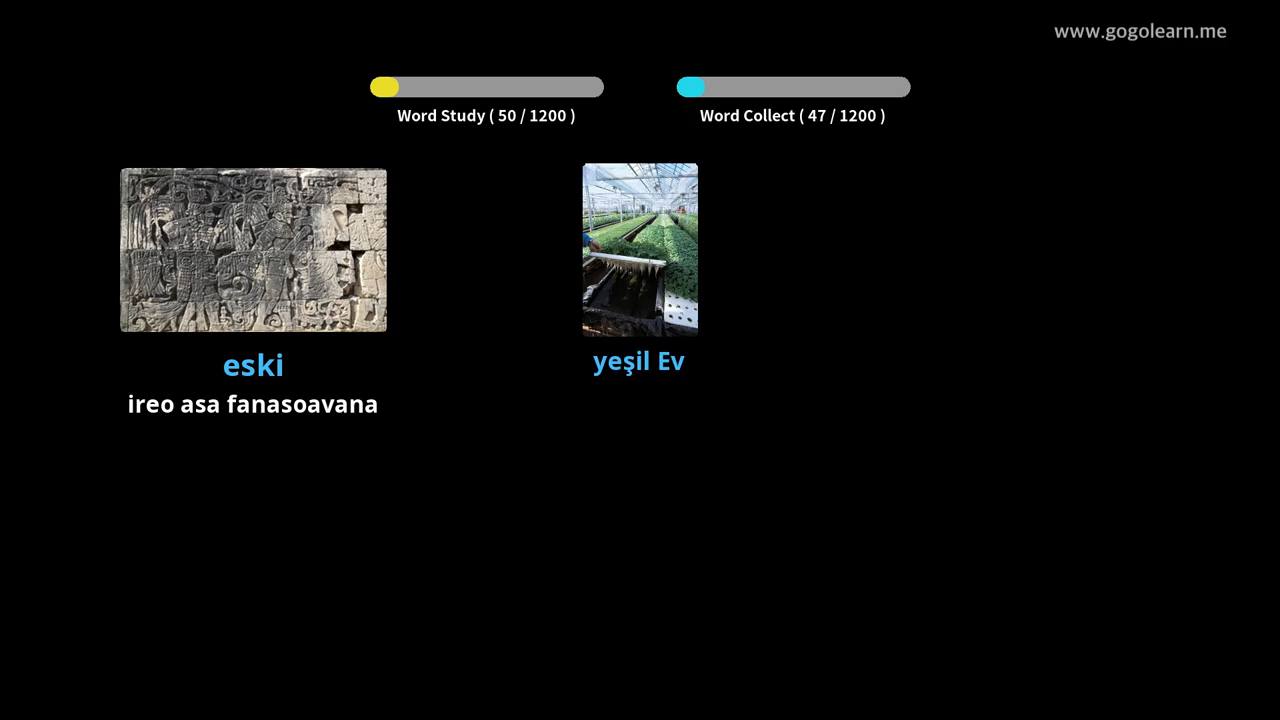 www.gogolearn.me
Word Study ( 50 / 1200 )
Word Collect ( 47 / 1200 )
eski
ireo asa fanasoavana
yeşil Ev